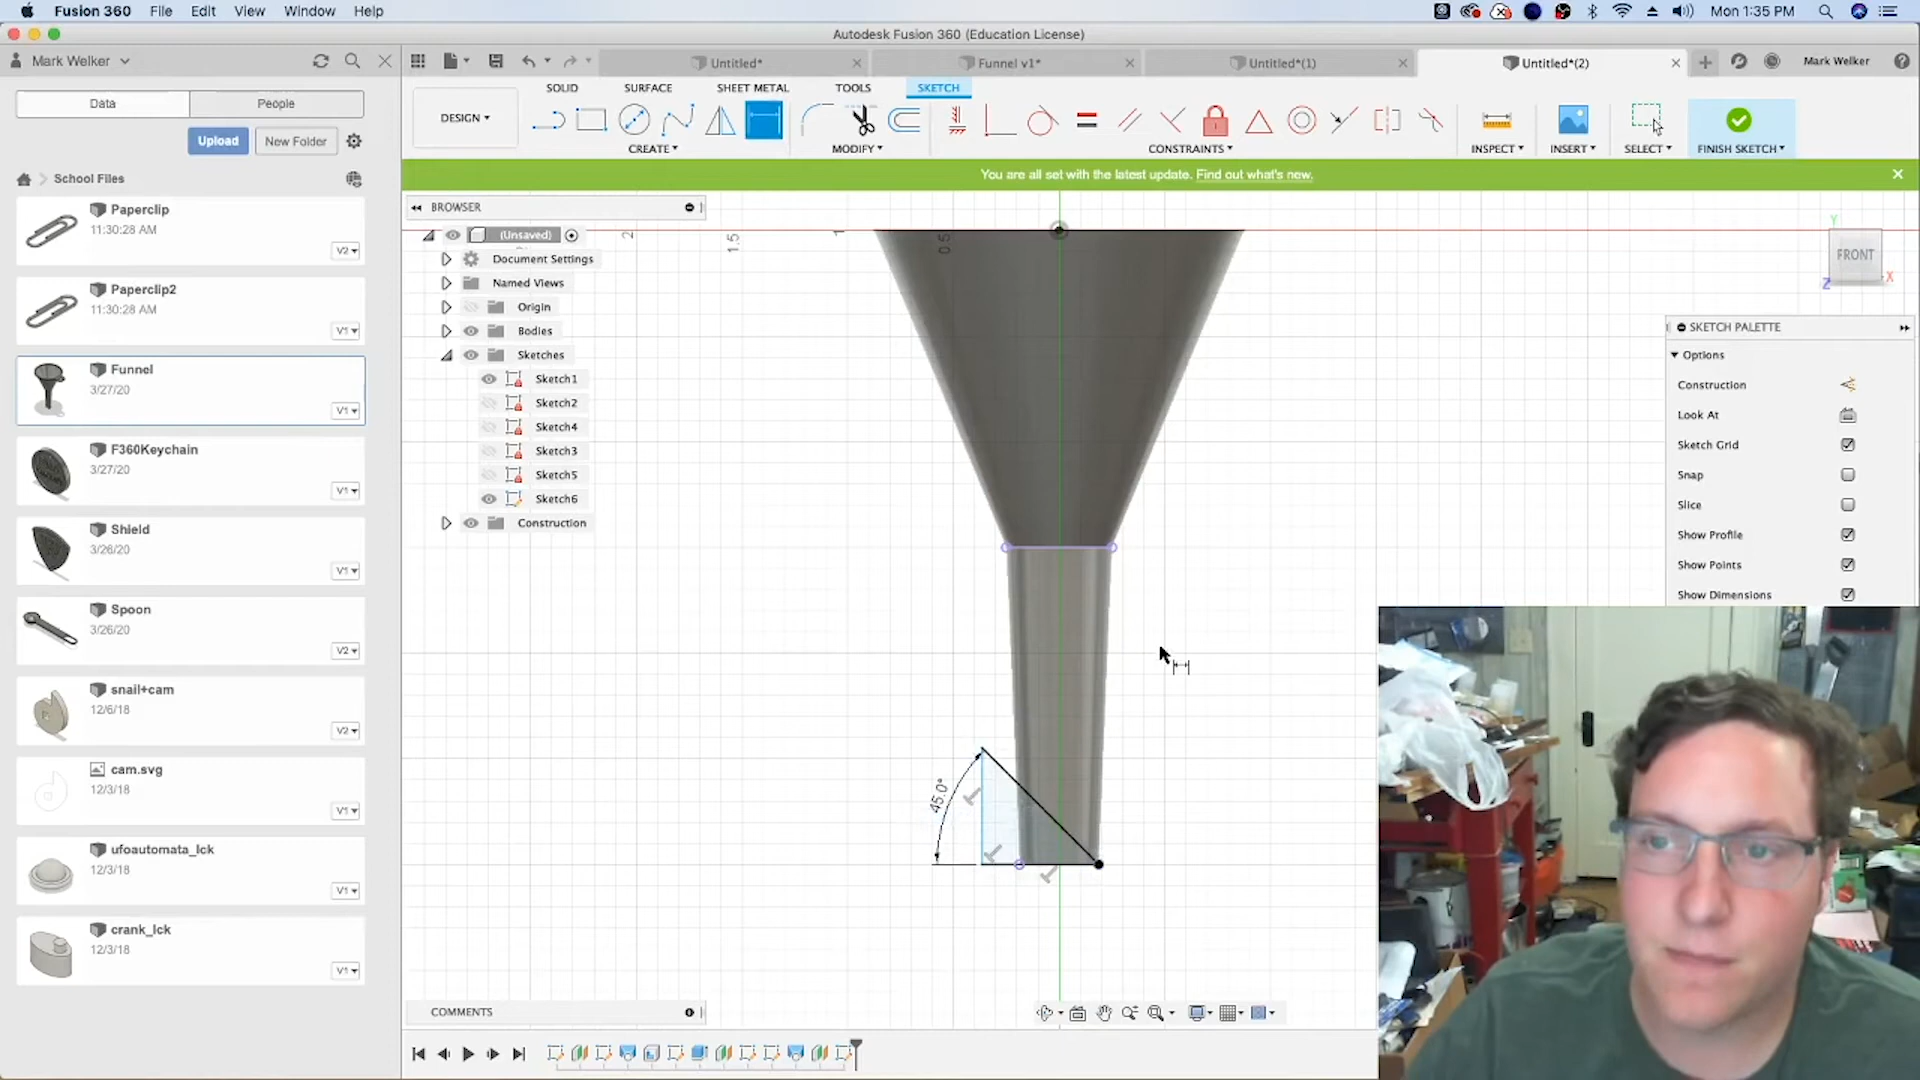 Fusion 360 File Edit View Window Help Mon 1:35 PM
Autodesk Fusion 360 (Education License)
Mark Welker
Untitled* Funnel v1* Untitled*(1) Untitled*(2) Mark Welker
Data People
SOLID SURFACE SHEET METAL TOOLS SKETCH
DESIGN
Upload New Folder
CREATE MODIFY CONSTRAINTS INSPECT INSERT SELECT FINISH SKETCH
School Files
You are all set with the latest update. Find out what's new.
BROWSER
(Unsaved)
Document Settings
Named Views
Origin
Bodies
Sketches
Sketch1
Sketch2
Sketch4
Sketch3
Sketch5
Sketch6
Construction
2 1.5 1 0.5
Y
FRONT
X
Z
SKETCH PALETTE
Options
Construction
Look At
Sketch Grid
Snap
Slice
Show Profile
Show Points
Show Dimensions
45.0°
Paperclip
11:30:28 AM
V2
Paperclip2
11:30:28 AM
V1
Funnel
3/27/20
V1
F360Keychain
3/27/20
V1
Shield
3/26/20
V1
Spoon
3/26/20
V2
snail+cam
12/6/18
V2
cam.svg
12/3/18
V1
ufoautomata_lck
12/3/18
V1
crank_lck
12/3/18
V1
COMMENTS